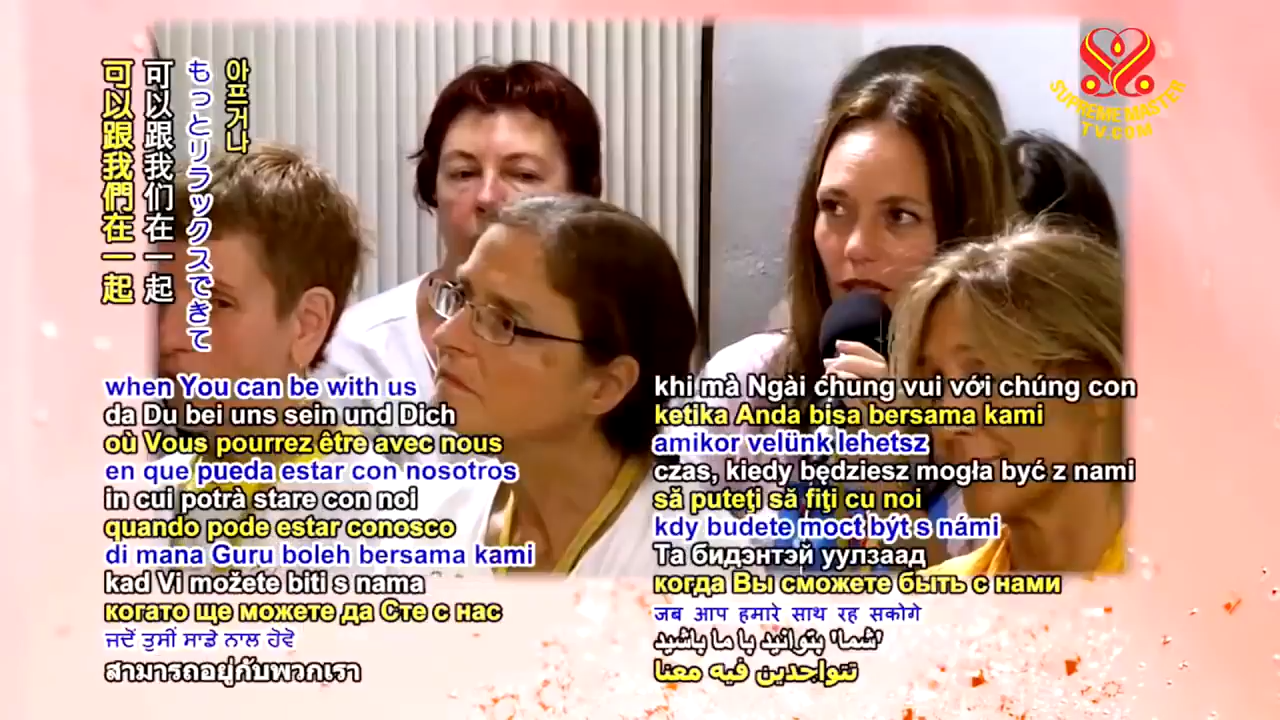 可以跟我們在一起
可以跟我们在一起
もっとリラックスできて
아프거나
SUPREME MASTER
TV.COM
when You can be with us
da Du bei uns sein und Dich
où Vous pourrez être avec nous
en que pueda estar con nosotros
in cui potrà stare con noi
quando pode estar conosco
di mana Guru boleh bersama kami
kad Vi možete biti s nama
когато ще можете да Сте с нас
ਜਦੋਂ ਤੁਸੀਂ ਸਾਡੇ ਨਾਲ ਹੋਵੋ
สามารถอยู่กับพวกเรา
khi mà Ngài chung vui với chúng con
ketika Anda bisa bersama kami
amikor velünk lehetsz
czas, kiedy będziesz mogła być z nami
să puteţi să fiţi cu noi
kdy budete moct být s námi
Та бидэнтэй уулзаад
когда Вы сможете быть с нами
जब आप हमारे साथ रह सकोगे
'شما' بتوانید با ما باشید
تتواجدين فيه معنا